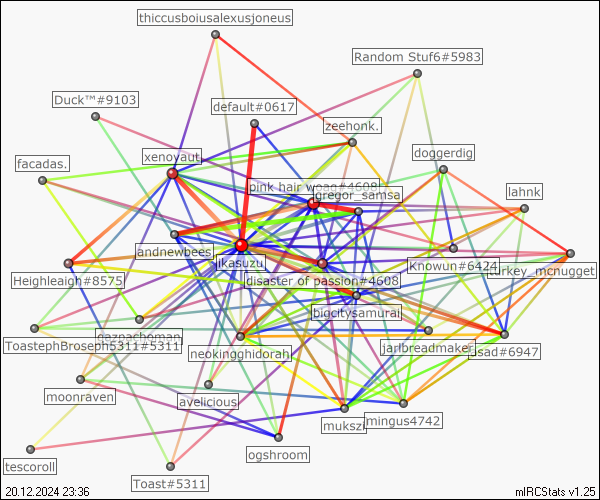 thiccusboiusalexusjoneus
Random Stuf6#5983
Duck™#9103
default#0617
zeehonk.
doggerdig
xenoyaut
facadas.
pink hair woag#4608
gregor_samsa
lahnk
andnewbees
jikasuzu
Knowun#6424
turkey_mcnugget
Heighleaigh#8575
disaster of passion#4608
bigcitysamurai
gazpachoman
ToastephBroseph5311#5311
neokingghidorah
jarlbreadmaker
asad#6947
moonraven
avelicious
mukszi
mingus4742
ogshroom
tescoroll
Toast#5311
20.12.2024 23:36
mIRCStats v1.25